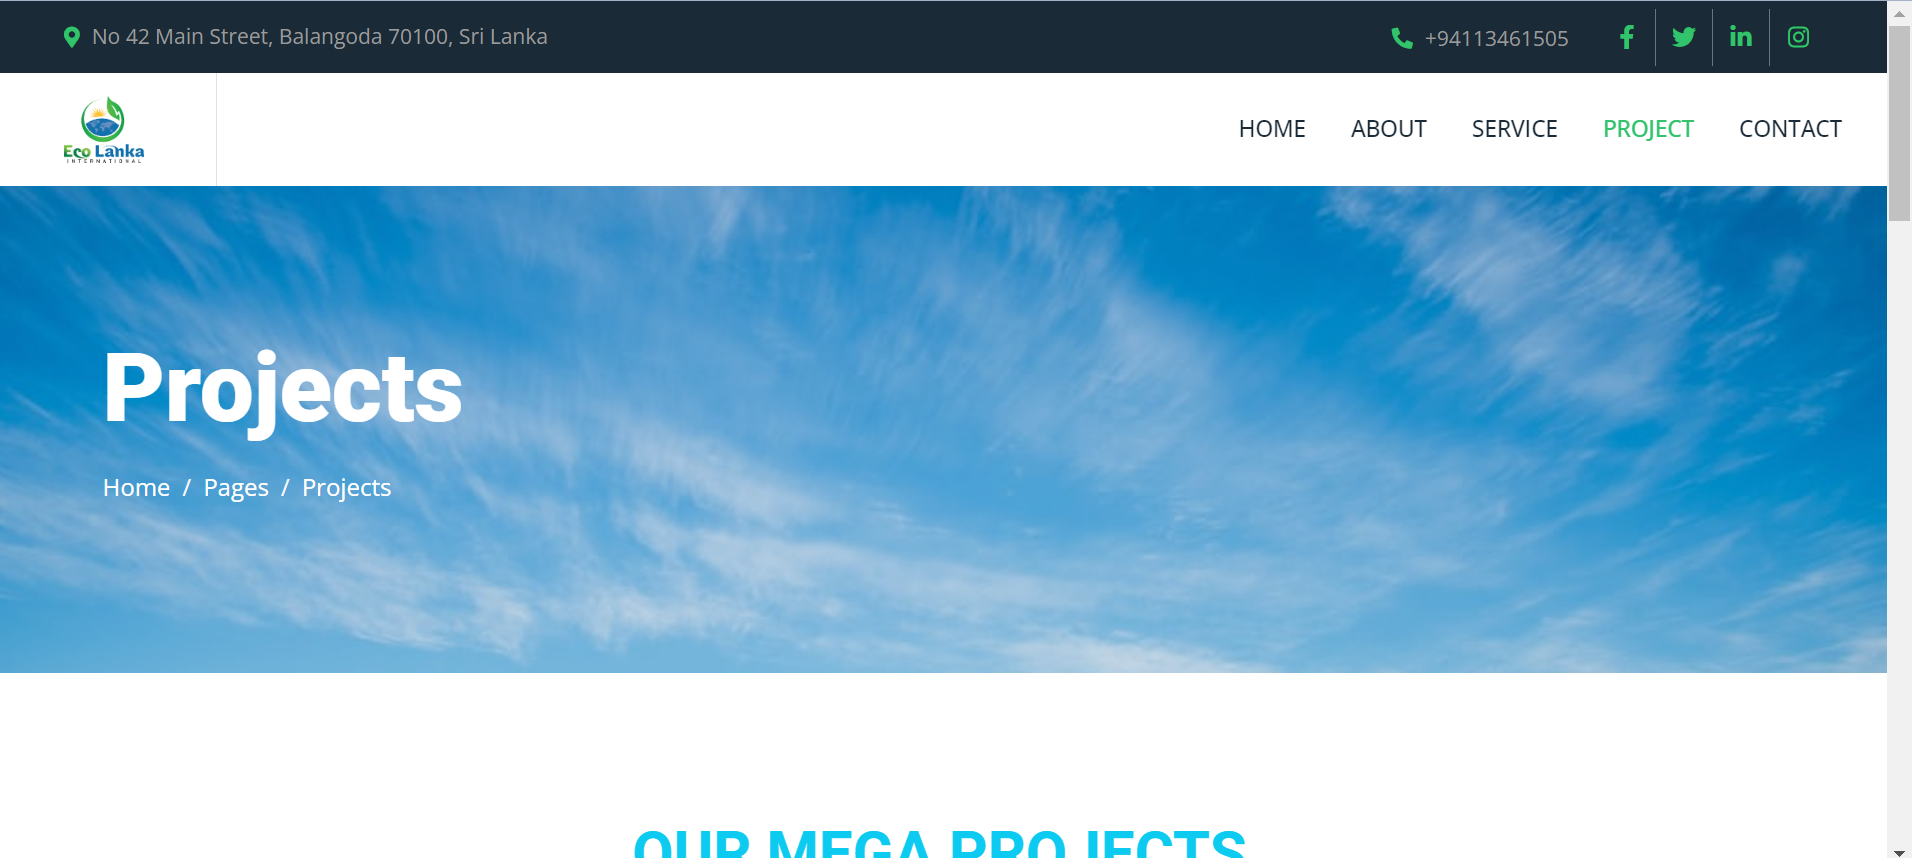 No 42 Main Street, Balangoda 70100, Sri Lanka
+94113461505
Eco Lanka
INTERNATIONAL
HOME ABOUT SERVICE PROJECT CONTACT
Projects
Home / Pages / Projects
OUR MEGA PROJECTS